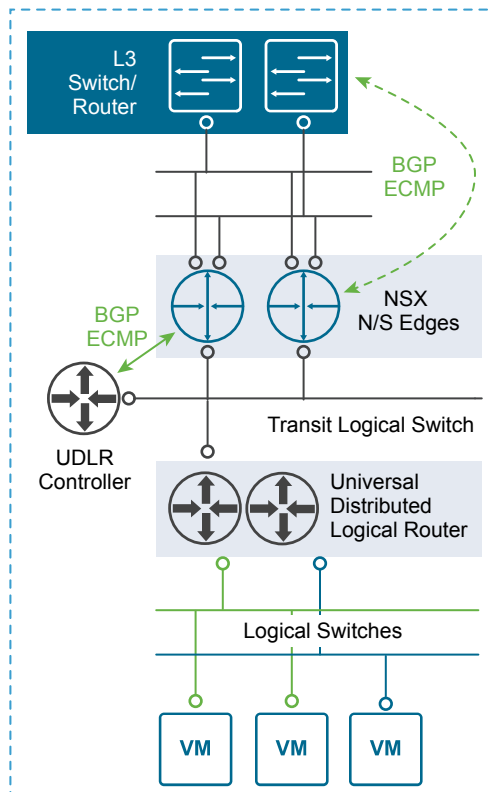 L3
Switch/
Router
BGP
ECMP
NSX
N/S Edges
BGP
ECMP
Transit Logical Switch
UDLR
Controller
Universal
Distributed
Logical Router
Logical Switches
VM
VM
VM